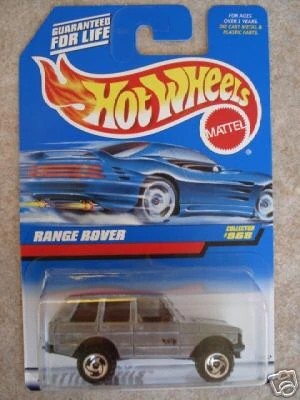 GUARANTEED
FOR LIFE
FOR AGES
OVER 3 YEARS.
DIE CAST METAL &
PLASTIC PARTS.
Hot Wheels
MATTEL
RANGE ROVER
COLLECTOR
#868